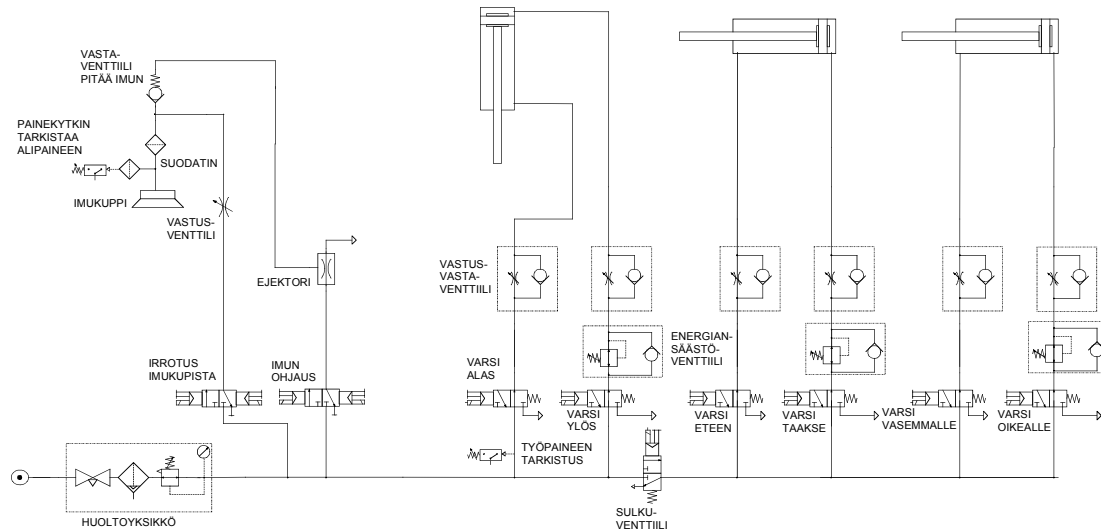 VASTA-
VENTTIILI
PITÄÄ IMUN
PAINEKYTKIN
TARKISTAA
ALIPAINEEN
SUODATIN
IMUKUPPI
VASTUS-
VENTTILI
EJEKTORI
VASTUS-
VASTA-
VENTTIILI
ENERGIAN-
SÄÄSTÖ-
VENTTIILI
IRROTUS
IMUKUPISTA
IMUN
OHJAUS
VARSI
ALAS
VARSI
YLÖS
VARSI
ETEEN
VARSI
TAAKSE
VARSI
VASEMMALLE
VARSI
OIKEALLE
TYÖPAINEEN
TARKISTUS
SULKU-
VENTTIILI
HUOLTOYKSIKKÖ